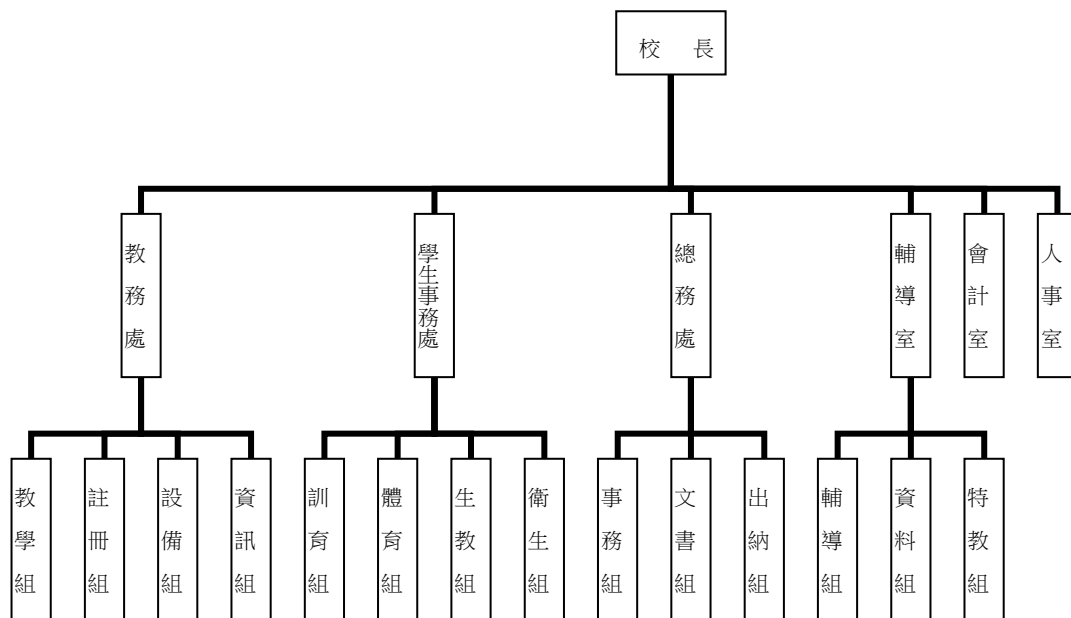 校 長
教務處
學生事務處
總務處
輔導室
會計室
人事室
教學組
註冊組
設備組
資訊組
訓育組
體育組
生教組
衛生組
事務組
文書組
出納組
輔導組
資料組
特教組